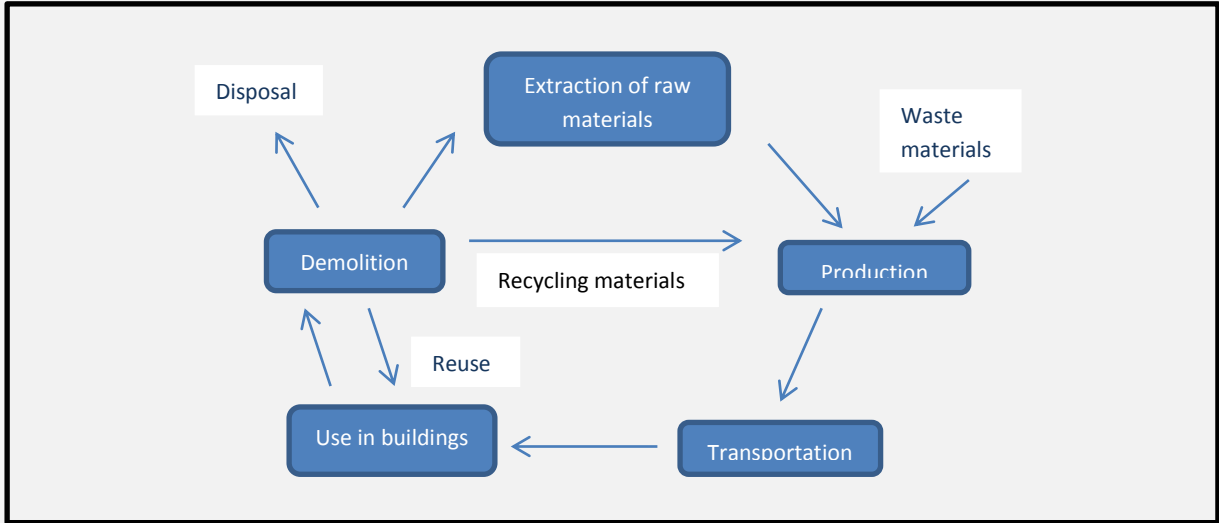 Disposal
Extraction of raw
materials
Waste
materials
Demolition
Recycling materials
Production
Reuse
Use in buildings
Transportation